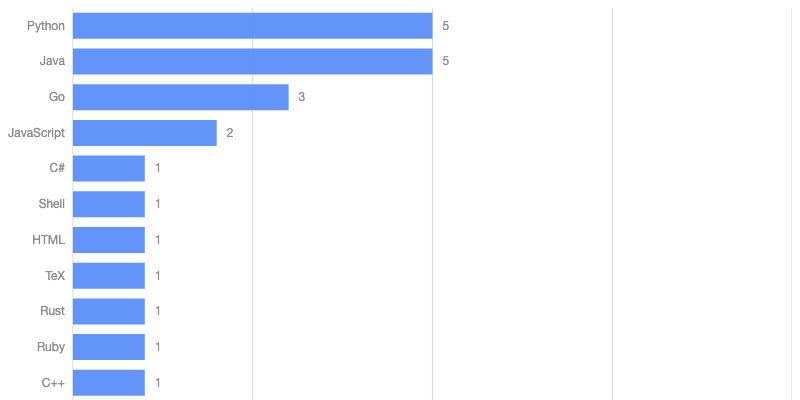 Python 5
Java 5
Go 3
JavaScript 2
C# 1
Shell 1
HTML 1
TeX 1
Rust 1
Ruby 1
C++ 1